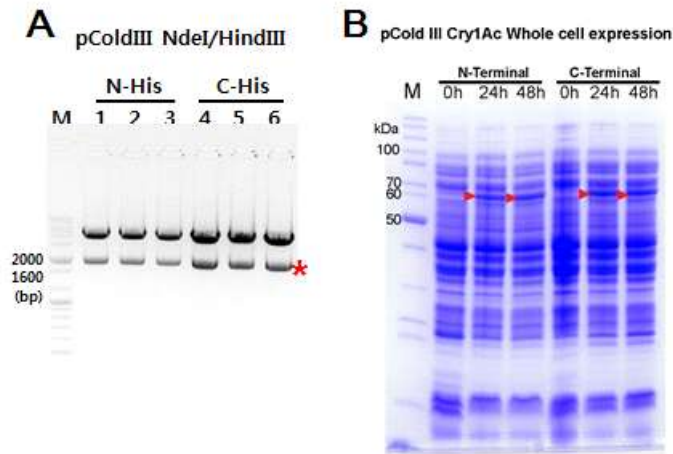 A
pColdIII NdeI/HindIII
N-His C-His
M 1 2 3 4 5 6
2000
1600
(bp)
*
B
pCold III Cry1Ac Whole cell expression
N-Terminal C-Terminal
M 0h 24h 48h 0h 24h 48h
kDa
100
70
60
50